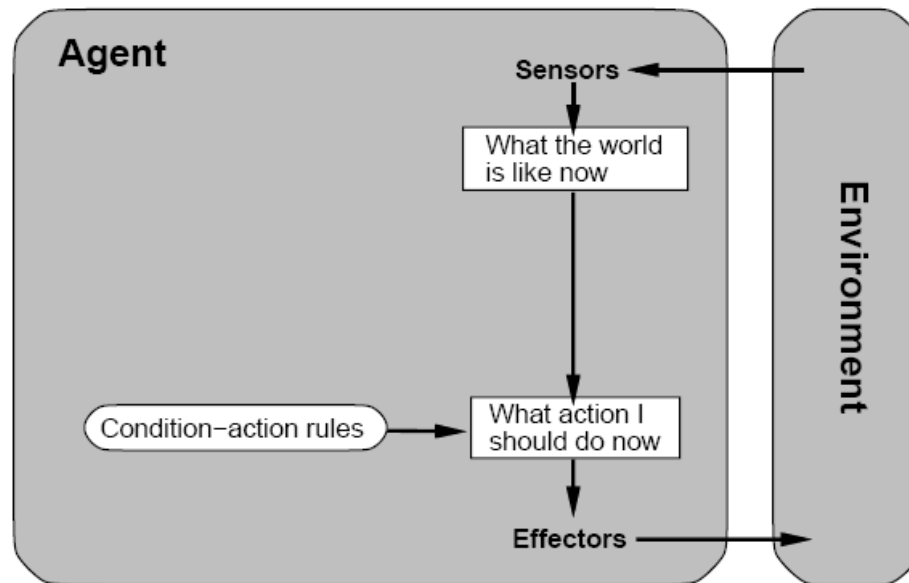 Agent
Sensors
What the world
is like now
Environment
Condition−action rules
What action I
should do now
Effectors